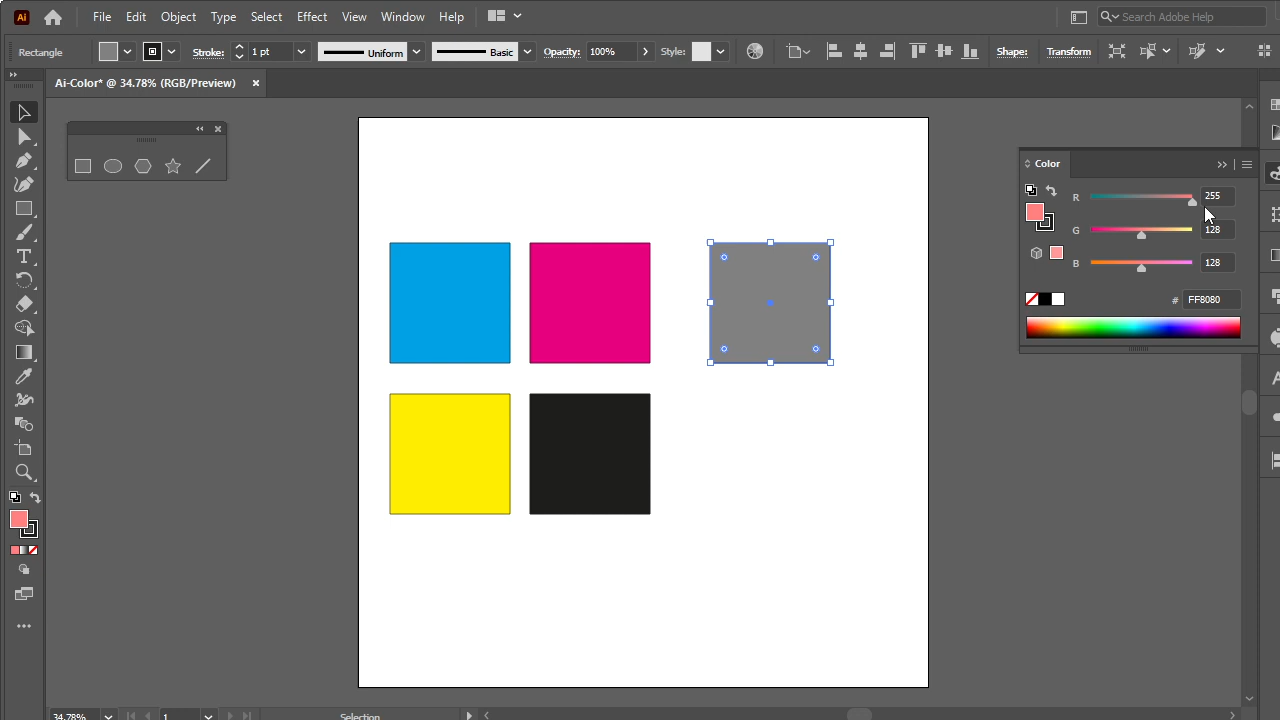 Ai File Edit Object Type Select Effect View Window Help Search Adobe Help
Rectangle Stroke: 1 pt Uniform Basic Opacity: 100% Style: Shape: Transform
Ai-Color* @ 34.78% (RGB/Preview)
Color
R 255
G 128
B 128
# FF8080
34.78% 1 Selection